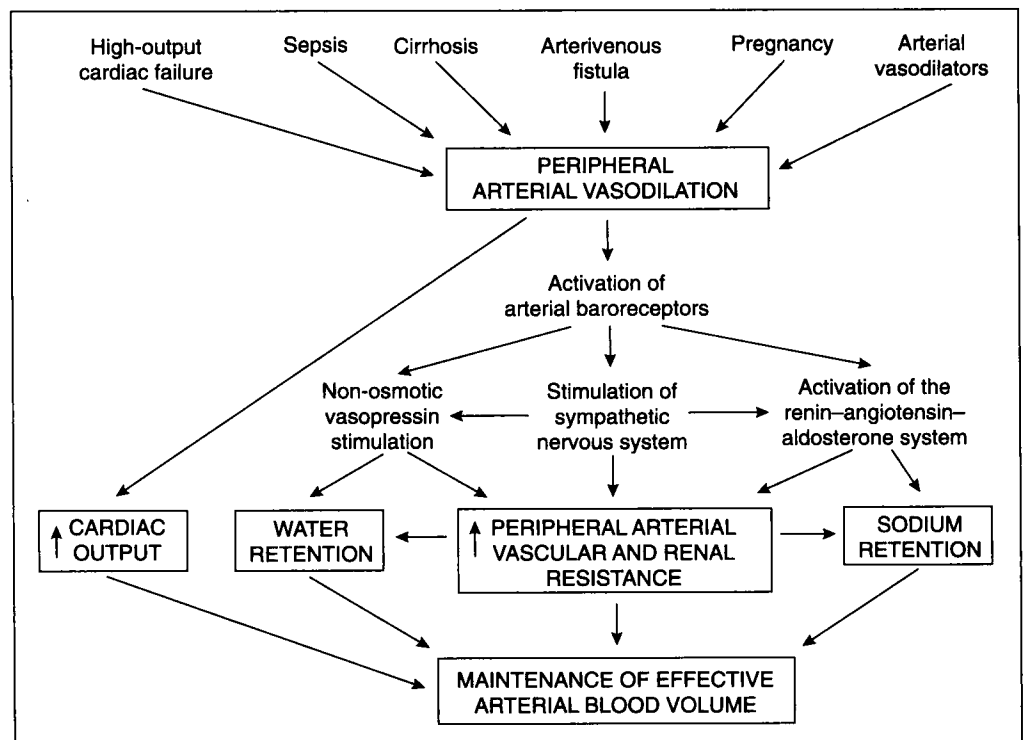 High-output
cardiac failure
Sepsis
Cirrhosis
Arterivenous
fistula
Pregnancy
Arterial
vasodilators
PERIPHERAL
ARTERIAL VASODILATION
Activation of
arterial baroreceptors
Non-osmotic
vasopressin
stimulation
Stimulation of
sympathetic
nervous system
Activation of the
renin–angiotensin–
aldosterone system
↑ CARDIAC
OUTPUT
WATER
RETENTION
↑ PERIPHERAL ARTERIAL
VASCULAR AND RENAL
RESISTANCE
SODIUM
RETENTION
MAINTENANCE OF EFFECTIVE
ARTERIAL BLOOD VOLUME